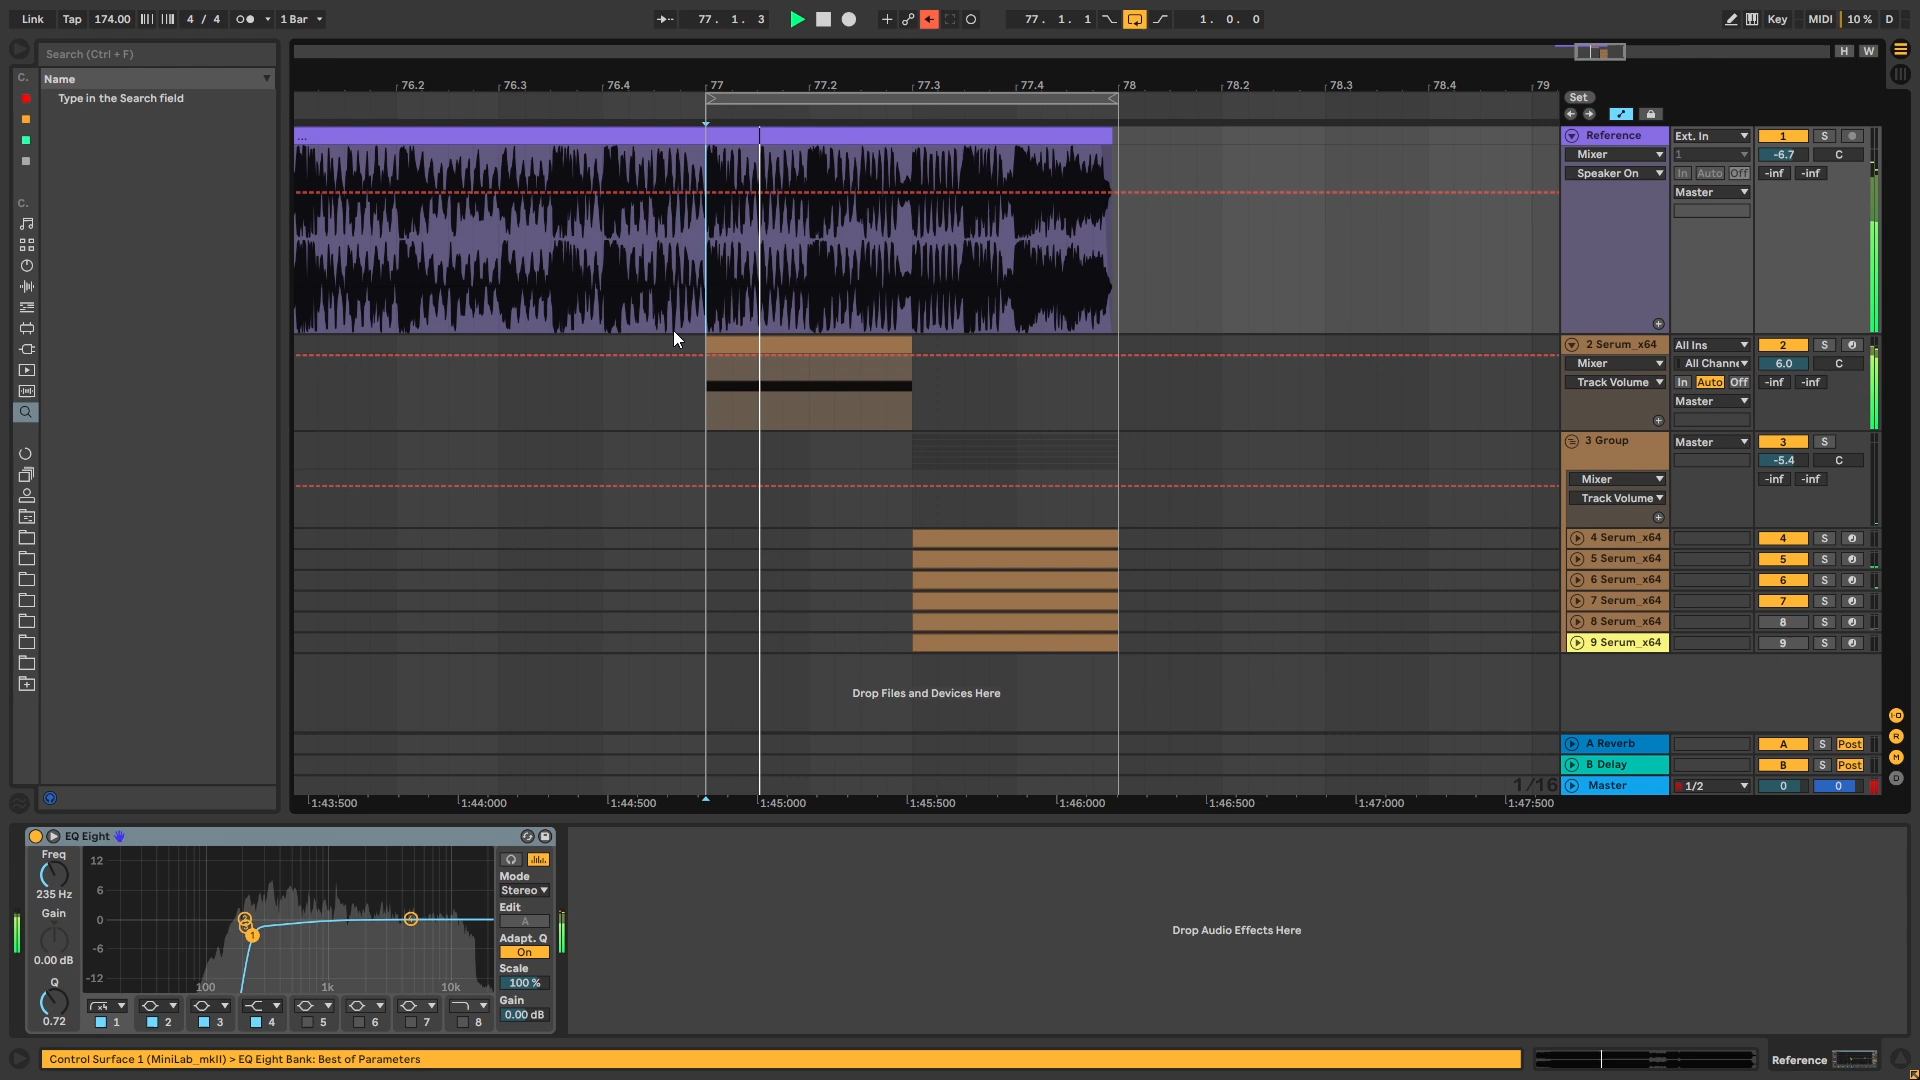 Link Tap 174.00 4 / 4 1 Bar 77. 1. 3 77. 1. 1 1. 0. 0 Key MIDI 10 % D
Search (Ctrl + F)
H W
C.
Name
Type in the Search field
C.
76.2 76.3 76.4 77 77.2 77.3 77.4 78 78.2 78.3 78.4 79
Set
...
Reference Ext. In 1 S
Mixer 1 -6.7 C
Speaker On In Auto Off -inf -inf
Master
2 Serum_x64 All Ins 2 S
Mixer All Channe 6.0 C
Track Volume In Auto Off -inf -inf
Master
3 Group Master 3 S
-5.4 C
Mixer -inf -inf
Track Volume
4 Serum_x64 4 S
5 Serum_x64 5 S
6 Serum_x64 6 S
7 Serum_x64 7 S
8 Serum_x64 8 S
9 Serum_x64 9 S
Drop Files and Devices Here
I-O
R
M
D
A Reverb A S Post
B Delay B S Post
1/16
Master 1/2 0 0
1:43:500 1:44:000 1:44:500 1:45:000 1:45:500 1:46:000 1:46:500 1:47:000 1:47:500
EQ Eight
Freq
235 Hz
Gain
0.00 dB
Q
0.72
12
6
0
-6
-12
100 1k 10k
1
Mode
Stereo
Edit
A
Adapt. Q
On
Scale
100 %
Gain
0.00 dB
x4
1 2 3 4 5 6 7 8
Drop Audio Effects Here
Control Surface 1 (MiniLab_mkII) > EQ Eight Bank: Best of Parameters
Reference